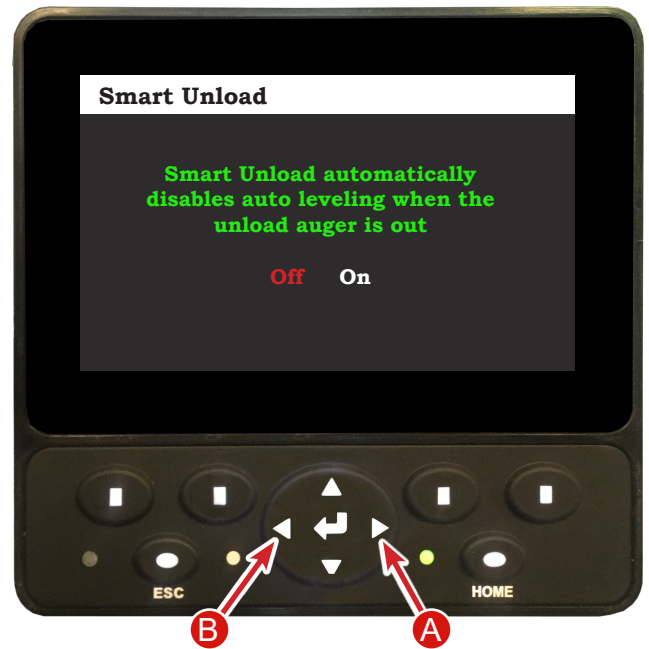 Smart Unload
Smart Unload automatically
disables auto leveling when the
unload auger is out
Off On
ESC
HOME
B
A